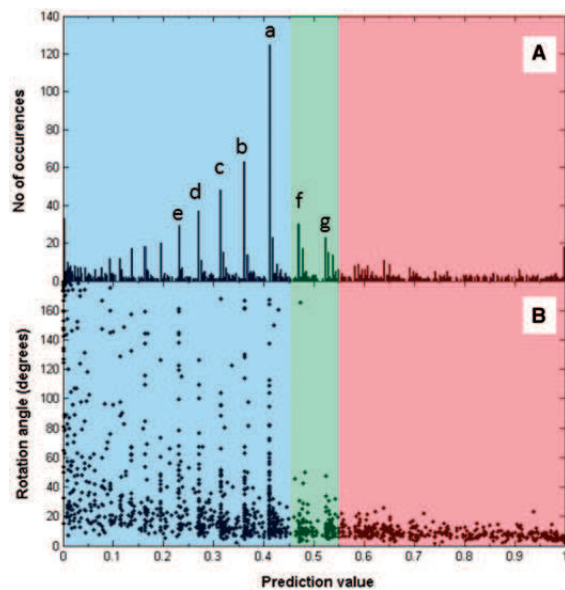 140
120
100
80
60
40
20
0
No of occurences
a
b
c
d
e
f
g
A
160
140
120
100
80
60
40
20
0
Rotation angle (degrees)
B
0 0.1 0.2 0.3 0.4 0.5 0.6 0.7 0.8 0.9 1
Prediction value